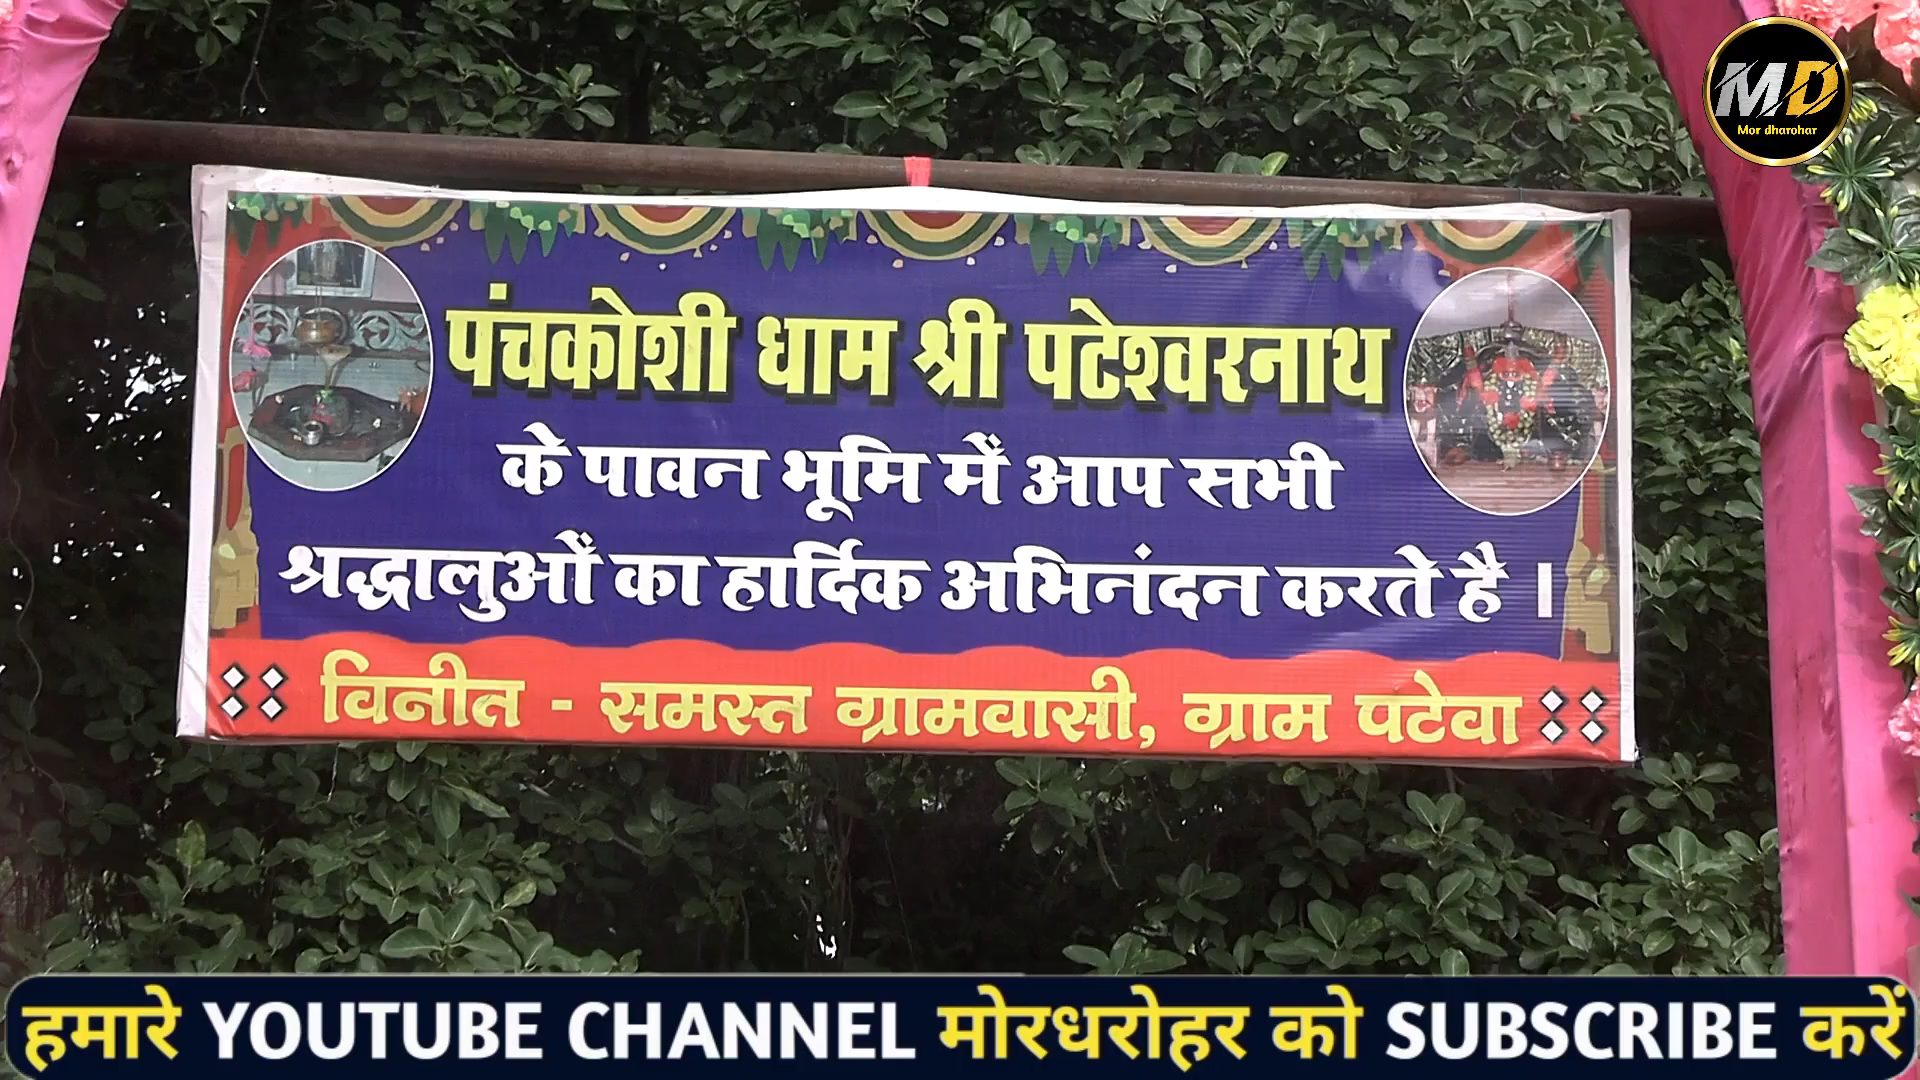 MD
Mor dharohar
पंचकोशी धाम श्री पटेश्वरनाथ
के पावन भूमि में आप सभी
श्रद्धालुओं का हार्दिक अभिनंदन करते है ।
विनीत - समस्त ग्रामवासी, ग्राम पटेवा
हमारे YOUTUBE CHANNEL मोरधरोहर को SUBSCRIBE करें